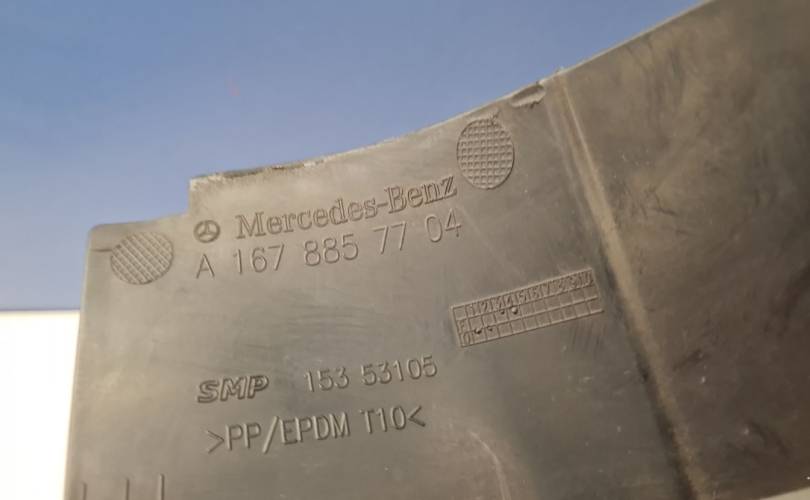 Mercedes-Benz
A 167 885 77 04
SMP 153 53105
>PP/EPDM T10<